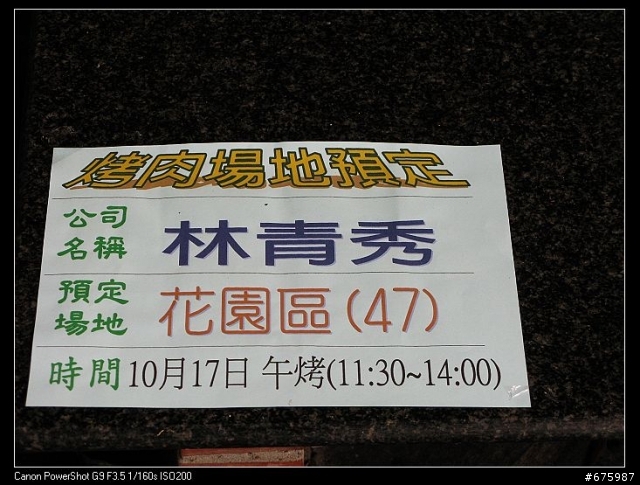 烤肉場地預定
公司名稱 林青秀
預定場地 花園區(47)
時間 10月17日 午烤(11:30~14:00)
Canon PowerShot G9 F3.5 1/160s ISO200
#675987